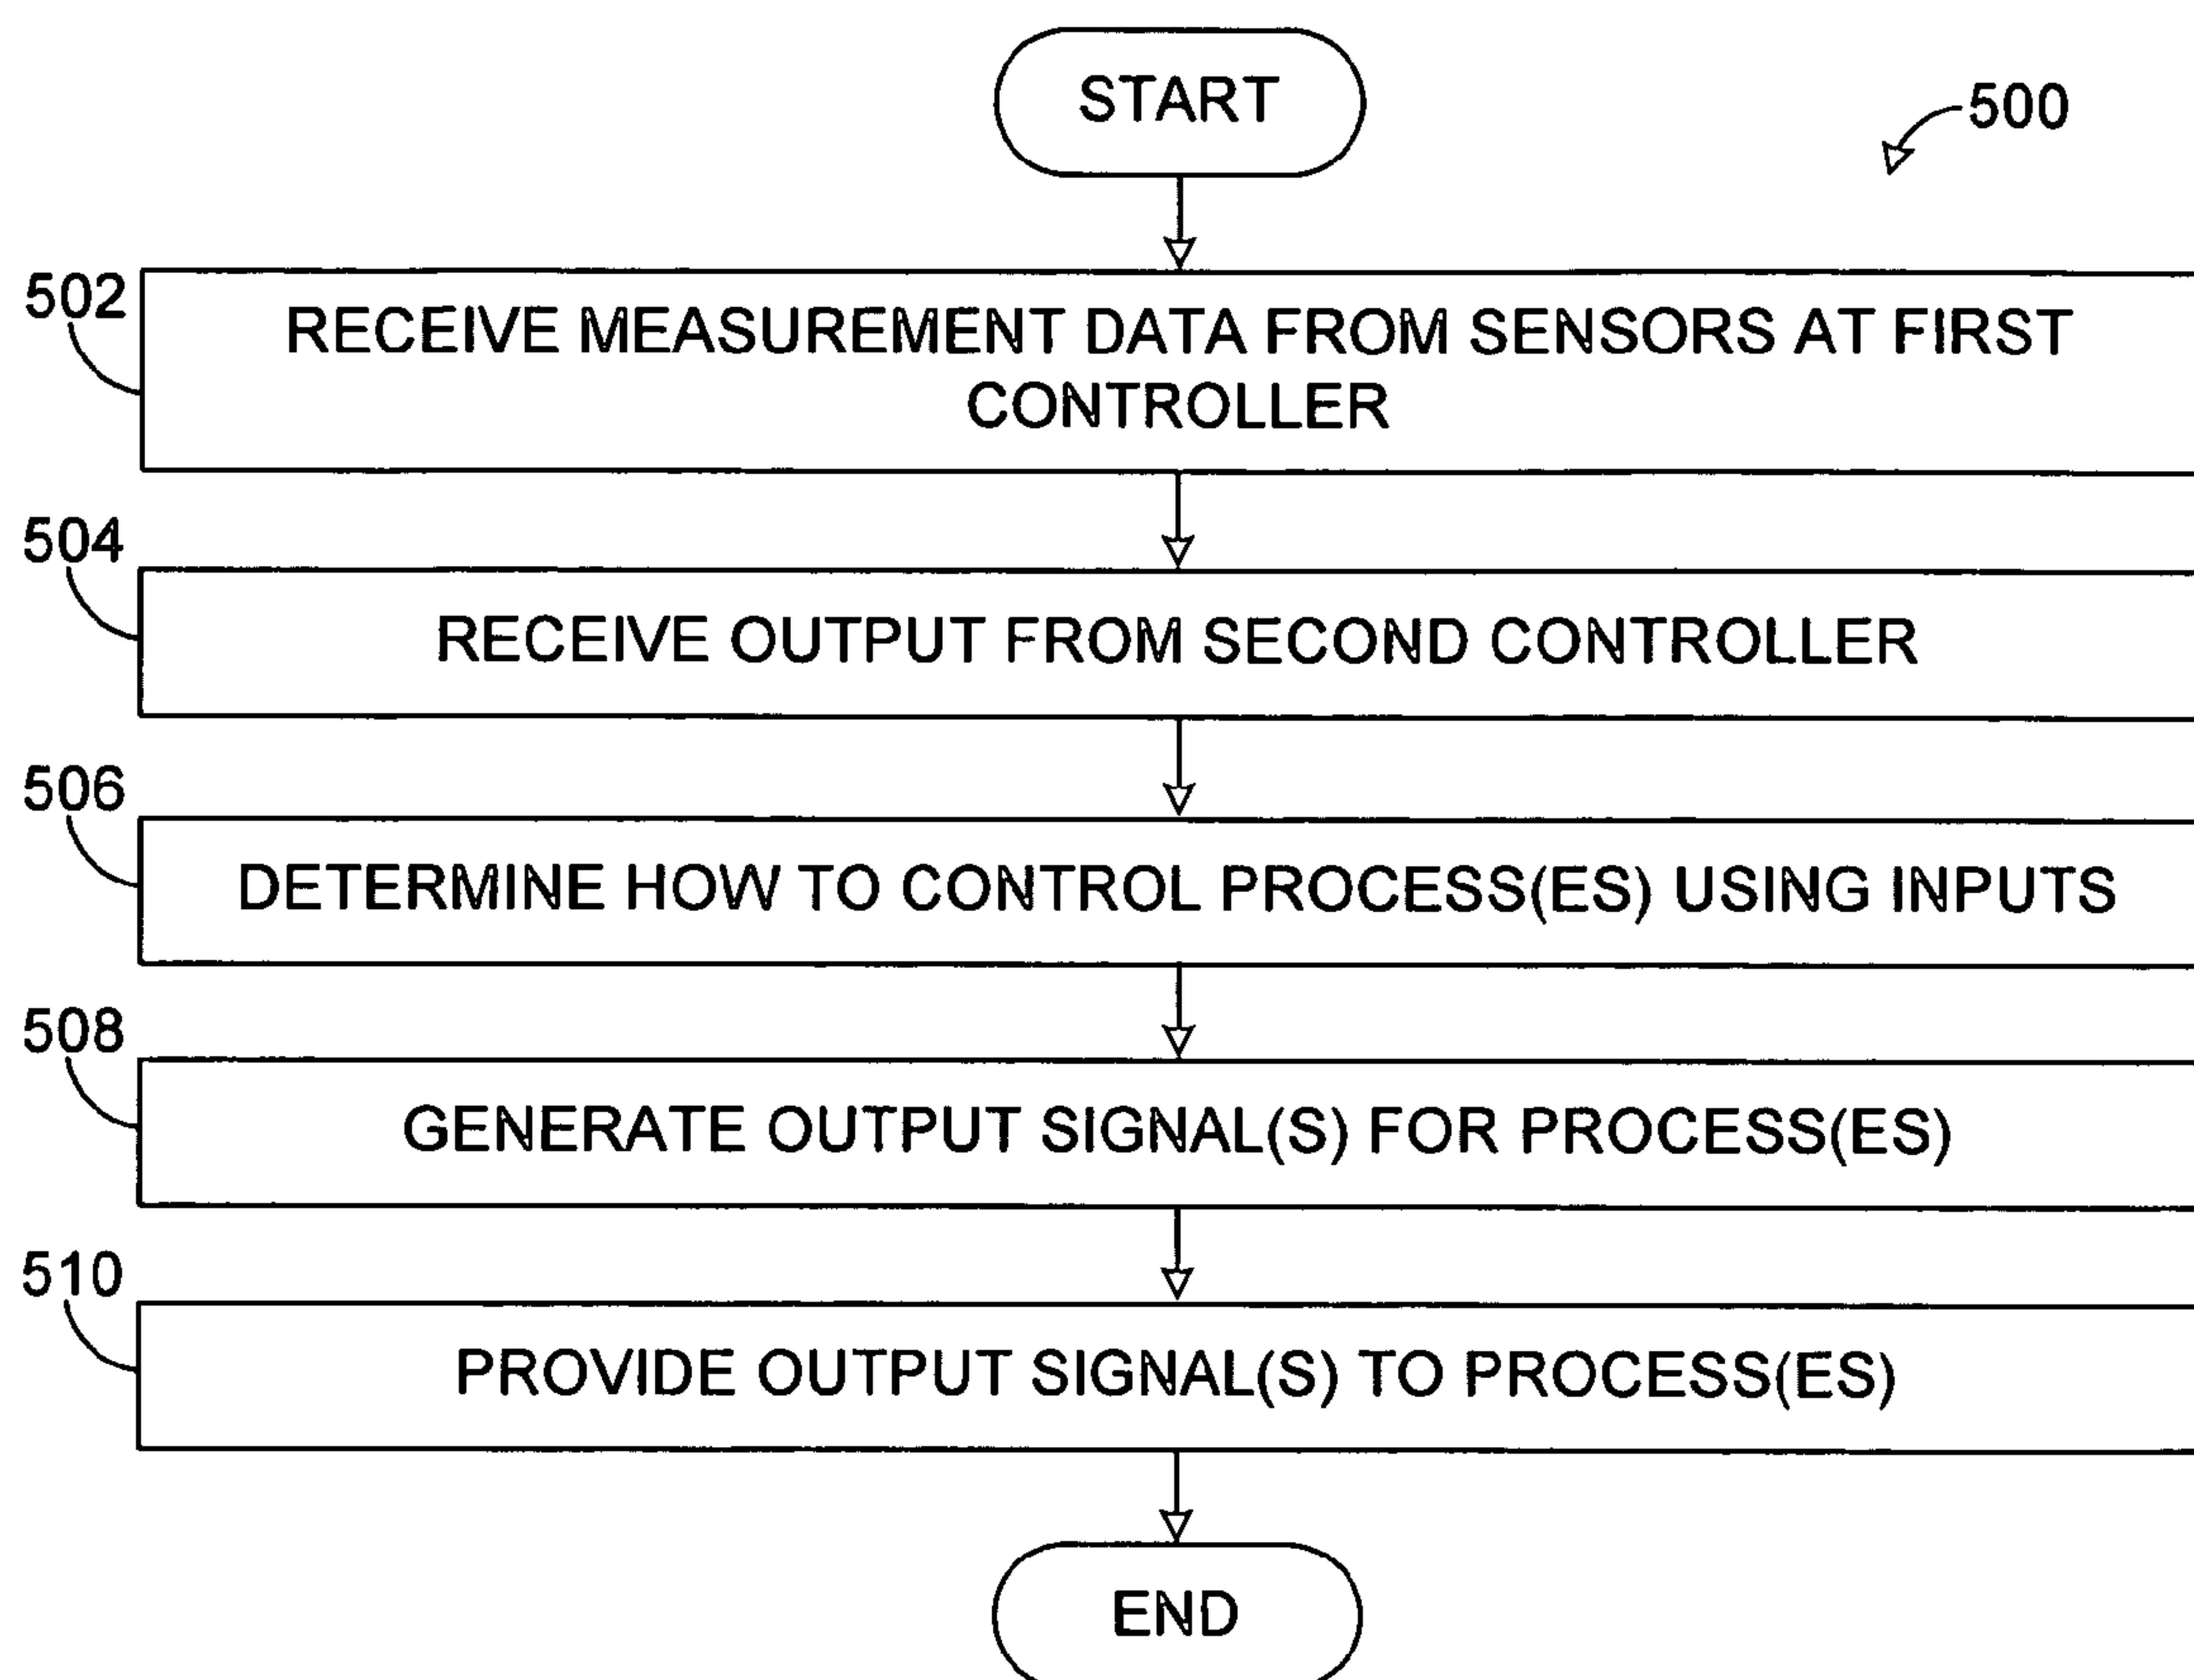 START
500
502
RECEIVE MEASUREMENT DATA FROM SENSORS AT FIRST
CONTROLLER
504
RECEIVE OUTPUT FROM SECOND CONTROLLER
506
DETERMINE HOW TO CONTROL PROCESS(ES) USING INPUTS
508
GENERATE OUTPUT SIGNAL(S) FOR PROCESS(ES)
510
PROVIDE OUTPUT SIGNAL(S) TO PROCESS(ES)
END